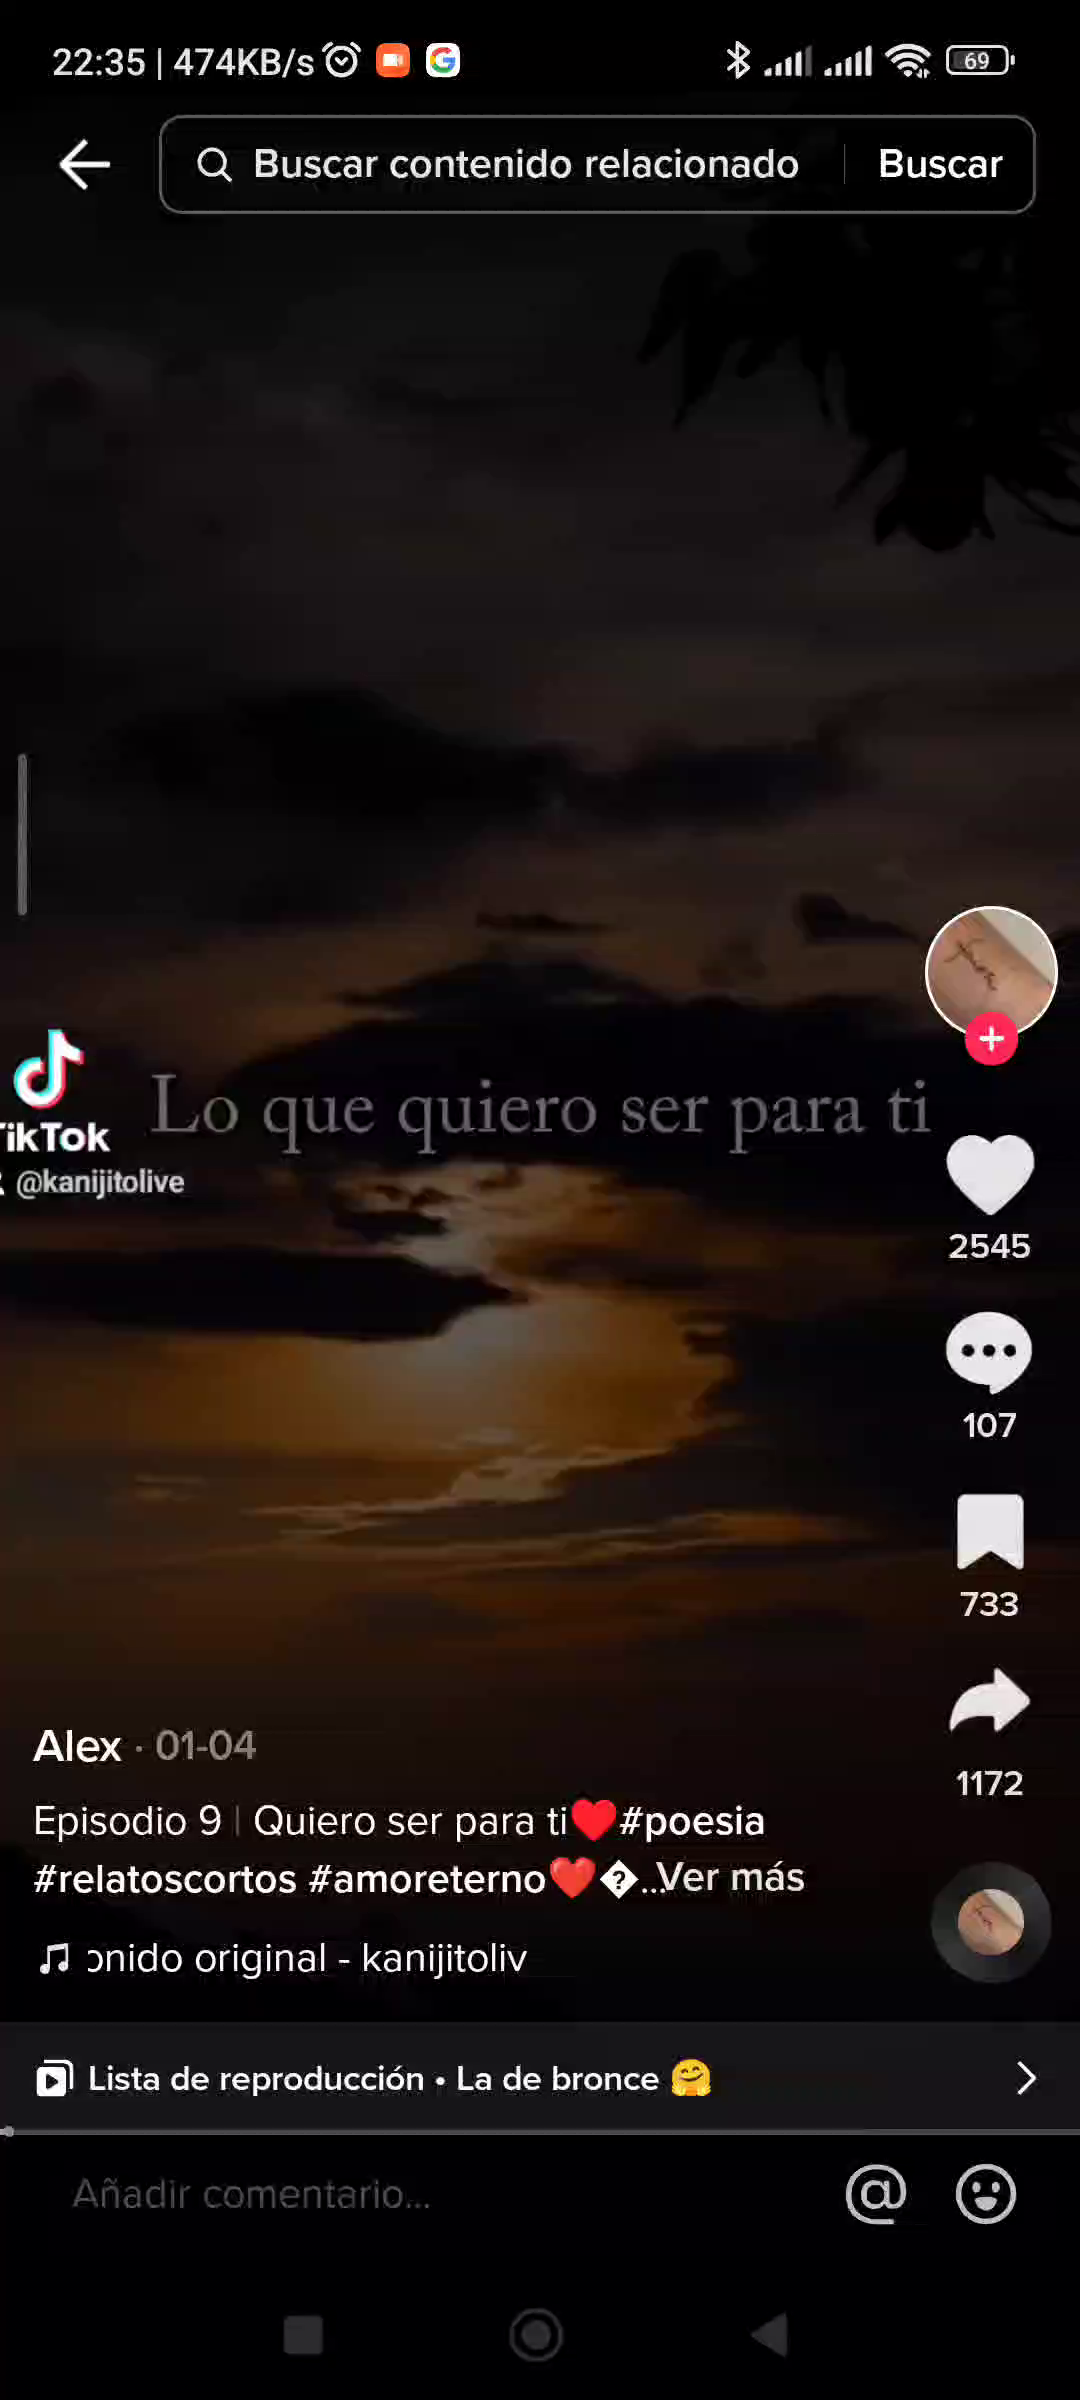 22:35 | 474KB/s
69
Buscar contenido relacionado
Buscar
Lo que quiero ser para ti
TikTok
@kanijitolive
2545
107
733
1172
Alex · 01-04
Episodio 9 | Quiero ser para ti❤️#poesia
#relatoscortos #amoreterno❤️�...Ver más
onido original - kanijitoliv
Lista de reproducción • La de bronce 🤗
Añadir comentario...